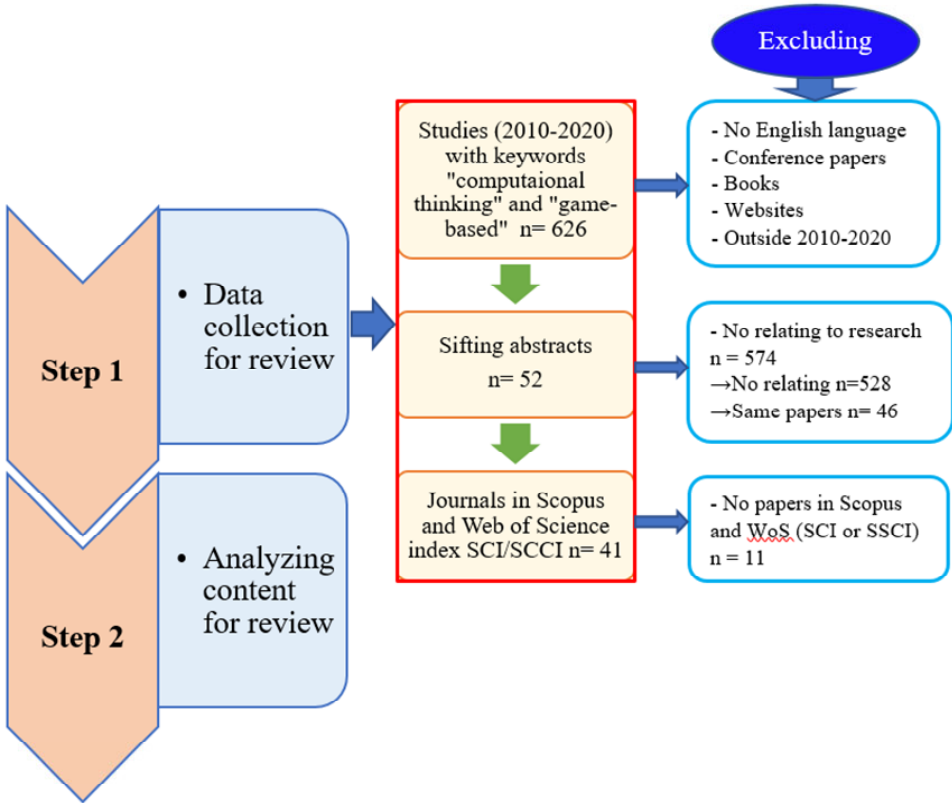 Excluding
Step 1
• Data
collection
for review
Studies (2010-2020)
with keywords
"computaional
thinking" and "game-
based"  n= 626
- No English language
- Conference papers
- Books
- Websites
- Outside 2010-2020
Sifting abstracts
n= 52
- No relating to research
n = 574
→No relating n=528
→Same papers n= 46
Journals in Scopus
and Web of Science
index SCI/SCCI n= 41
- No papers in Scopus
and WoS (SCI or SSCI)
n = 11
Step 2
• Analyzing
content
for review